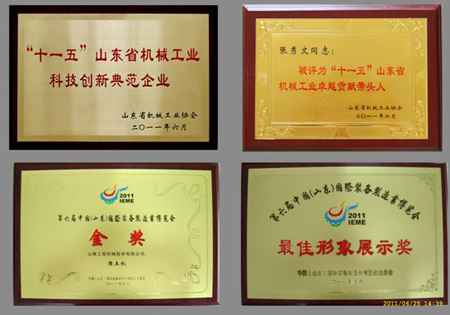 “十一五”山东省机械工业
科技创新典范企业
山东省机械工业协会
二〇一一年六月
张秀文同志：
被评为“十一五”山东省
机械工业卓越贡献带头人
山东省机械工业协会
二〇一一年六月
2011
IEME
第六届中国(山东)国际装备制造业博览会
金奖
2011
IEME
第六届中国(山东)国际装备制造业博览会
最佳形象展示奖
2011/06/25 14:39